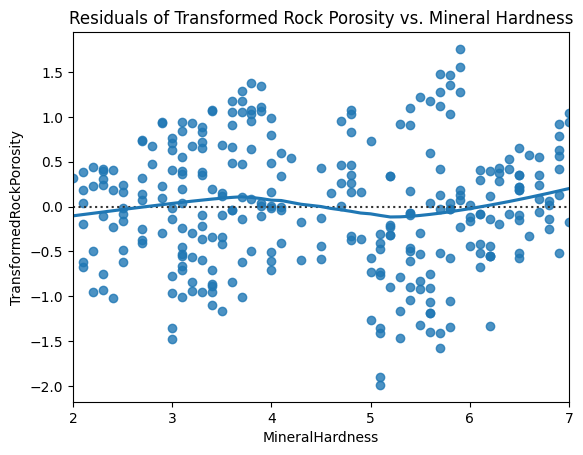 Residuals of Transformed Rock Porosity vs. Mineral Hardness
TransformedRockPorosity
1.5
1.0
0.5
0.0
−0.5
−1.0
−1.5
−2.0
2 3 4 5 6 7
MineralHardness